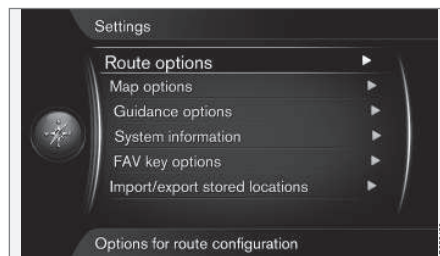 Settings
Route options
Map options
Guidance options
System information
FAV key options
Import/export stored locations
Options for route configuration